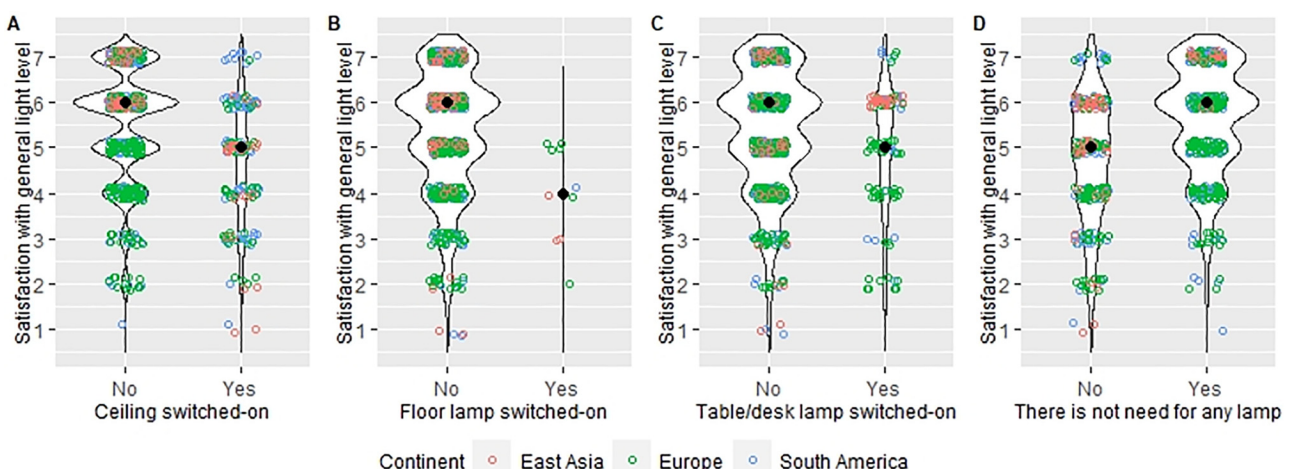 A
Satisfaction with general light level
7
6
5
4
3
2
1
No
Yes
Ceiling switched-on
B
Satisfaction with general light level
7
6
5
4
3
2
1
No
Yes
Floor lamp switched-on
C
Satisfaction with general light level
7
6
5
4
3
2
1
No
Yes
Table/desk lamp switched-on
D
Satisfaction with general light level
7
6
5
4
3
2
1
No
Yes
There is not need for any lamp
Continent East Asia Europe South America